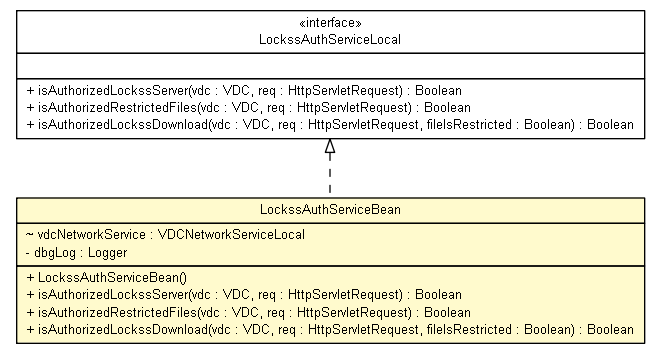 «interface»
LockssAuthServiceLocal
+ isAuthorizedLockssServer(vdc : VDC, req : HttpServletRequest) : Boolean
+ isAuthorizedRestrictedFiles(vdc : VDC, req : HttpServletRequest) : Boolean
+ isAuthorizedLockssDownload(vdc : VDC, req : HttpServletRequest, fileIsRestricted : Boolean) : Boolean
LockssAuthServiceBean
~ vdcNetworkService : VDCNetworkServiceLocal
- dbgLog : Logger
+ LockssAuthServiceBean()
+ isAuthorizedLockssServer(vdc : VDC, req : HttpServletRequest) : Boolean
+ isAuthorizedRestrictedFiles(vdc : VDC, req : HttpServletRequest) : Boolean
+ isAuthorizedLockssDownload(vdc : VDC, req : HttpServletRequest, fileIsRestricted : Boolean) : Boolean